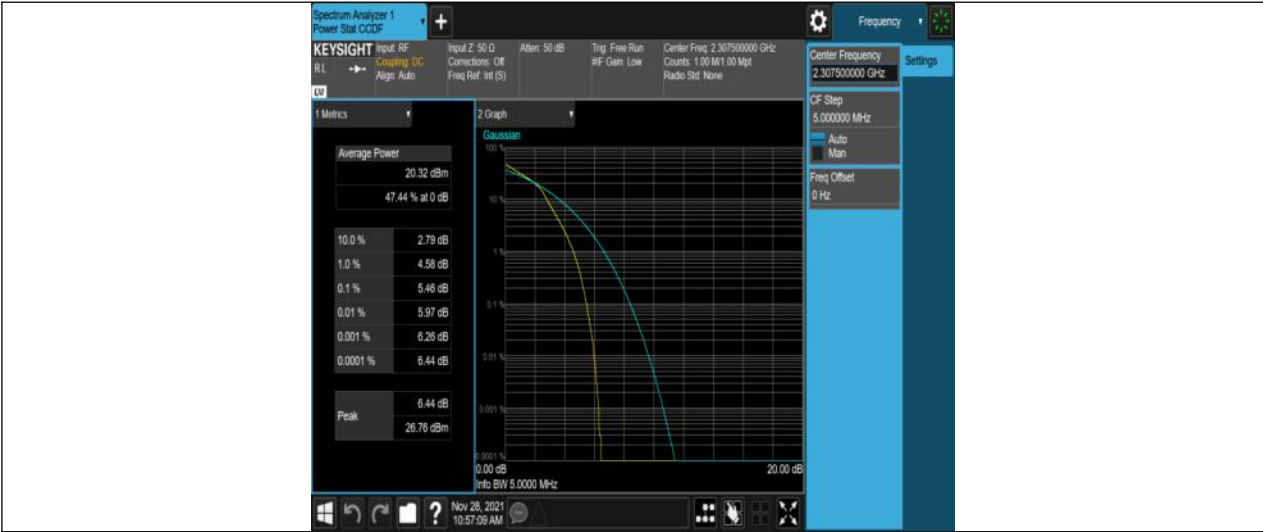 Spectrum Analyzer 1
Power Stat CCDF
+
Frequency
KEYSIGHT
RL
LW
Input: RF
Coupling: DC
Align: Auto
Input Z: 50 Ω
Corrections: Off
Freq Ref: Int (S)
Atten: 50 dB
Trig: Free Run
#IF Gain: Low
Center Freq: 2.307500000 GHz
Counts: 1.00 M/1.00 Mpt
Radio Std: None
Center Frequency
2.307500000 GHz
Settings
CF Step
5.000000 MHz
Auto
Man
Freq Offset
0 Hz
1 Metrics
Average Power
20.32 dBm
47.44 % at 0 dB
10.0 % 2.79 dB
1.0 % 4.58 dB
0.1 % 5.46 dB
0.01 % 5.97 dB
0.001 % 6.26 dB
0.0001 % 6.44 dB
Peak
6.44 dB
26.76 dBm
2 Graph
Gaussian
100 %
10 %
1 %
0.1 %
0.01 %
0.001 %
0.0001 %
0.00 dB 20.00 dB
Info BW 5.0000 MHz
?
Nov 28, 2021
10:57:09 AM